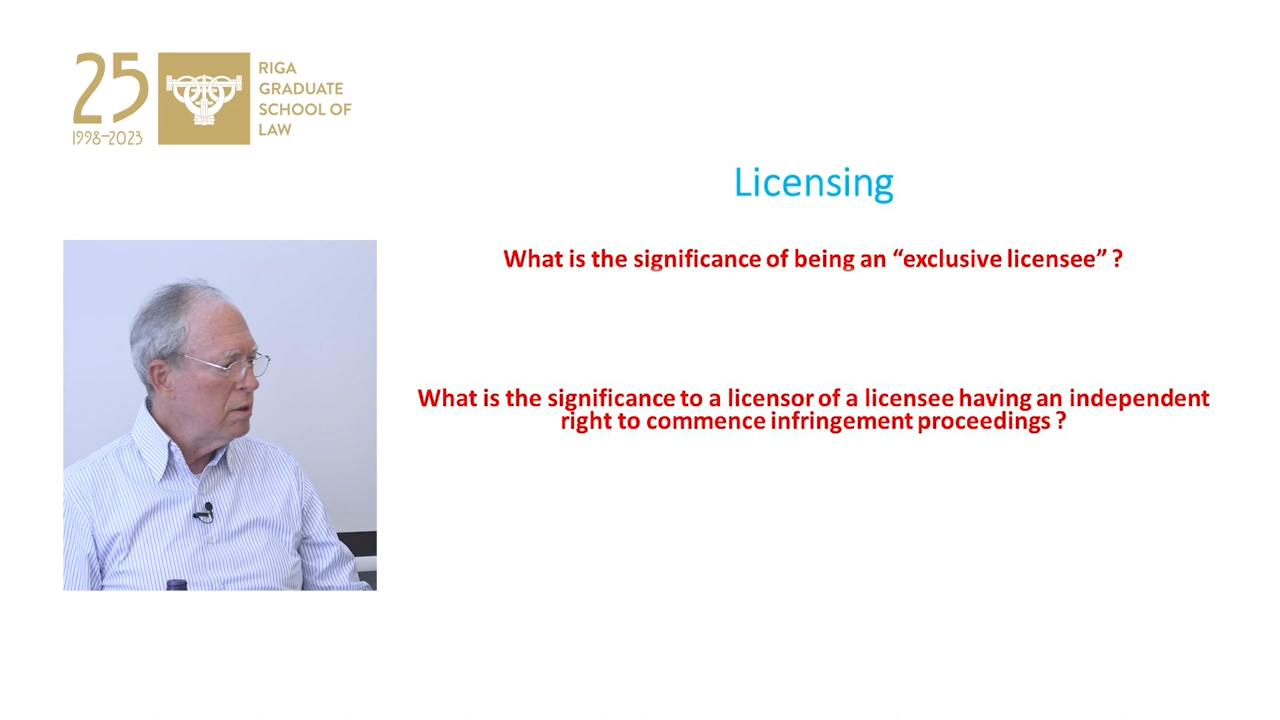 25
1998–2023
RIGA
GRADUATE
SCHOOL OF
LAW
Licensing
What is the significance of being an “exclusive licensee” ?
What is the significance to a licensor of a licensee having an independent
right to commence infringement proceedings ?